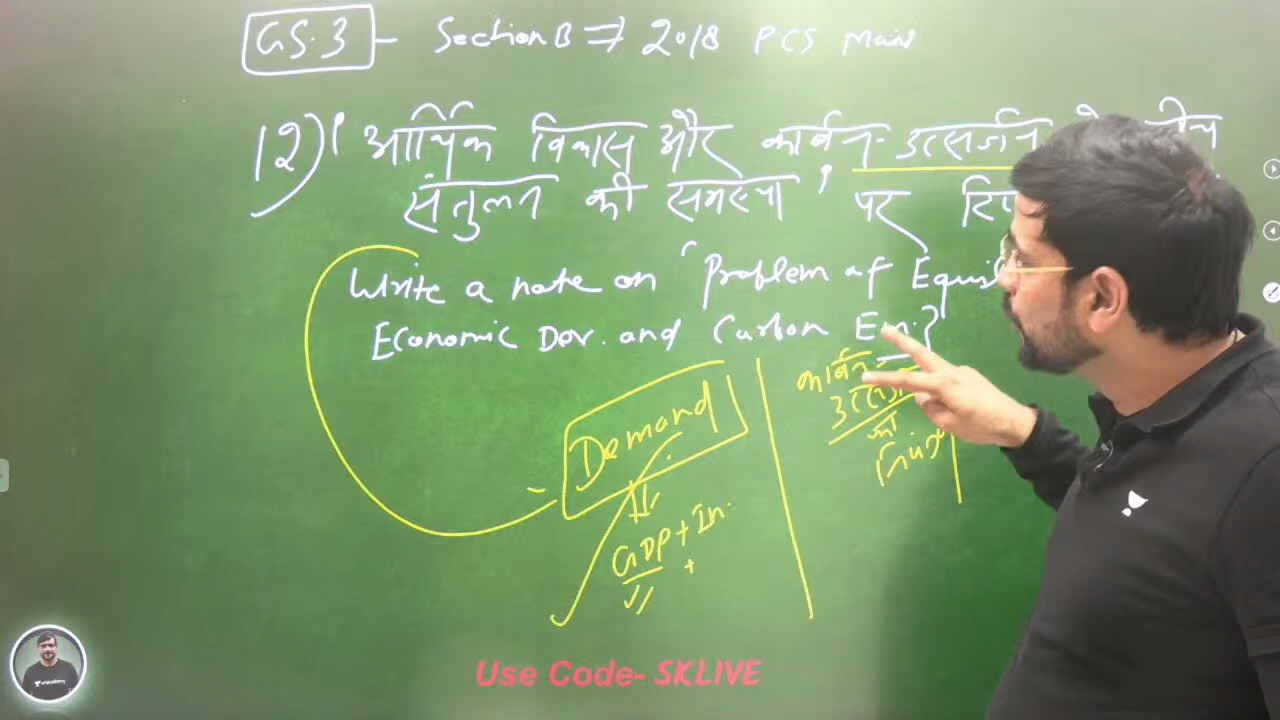 GS.3 - Section B ⇒ 2018 PCS Main
12) ' आर्थिक विकास और कार्बन-उत्सर्जन के बीच
संतुलन की समस्या ' पर
Write a note on ' Problem of
Economic Dev. and Carbon Em.?
Demand
GDP + In.
+
कार्बन
उत्सर्जन
का
Use Code- SKLIVE
unacademy